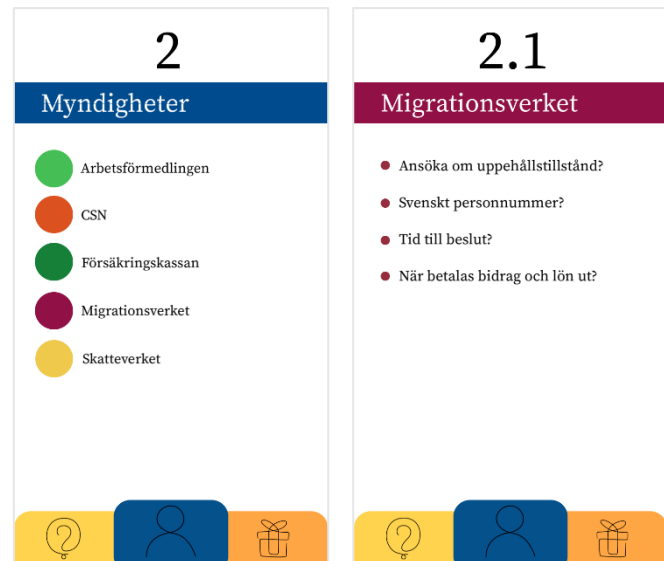 2
Myndigheter
Arbetsförmedlingen
CSN
Försäkringskassan
Migrationsverket
Skatteverket
2.1
Migrationsverket
Ansöka om uppehållstillstånd?
Svenskt personnummer?
Tid till beslut?
När betalas bidrag och lön ut?